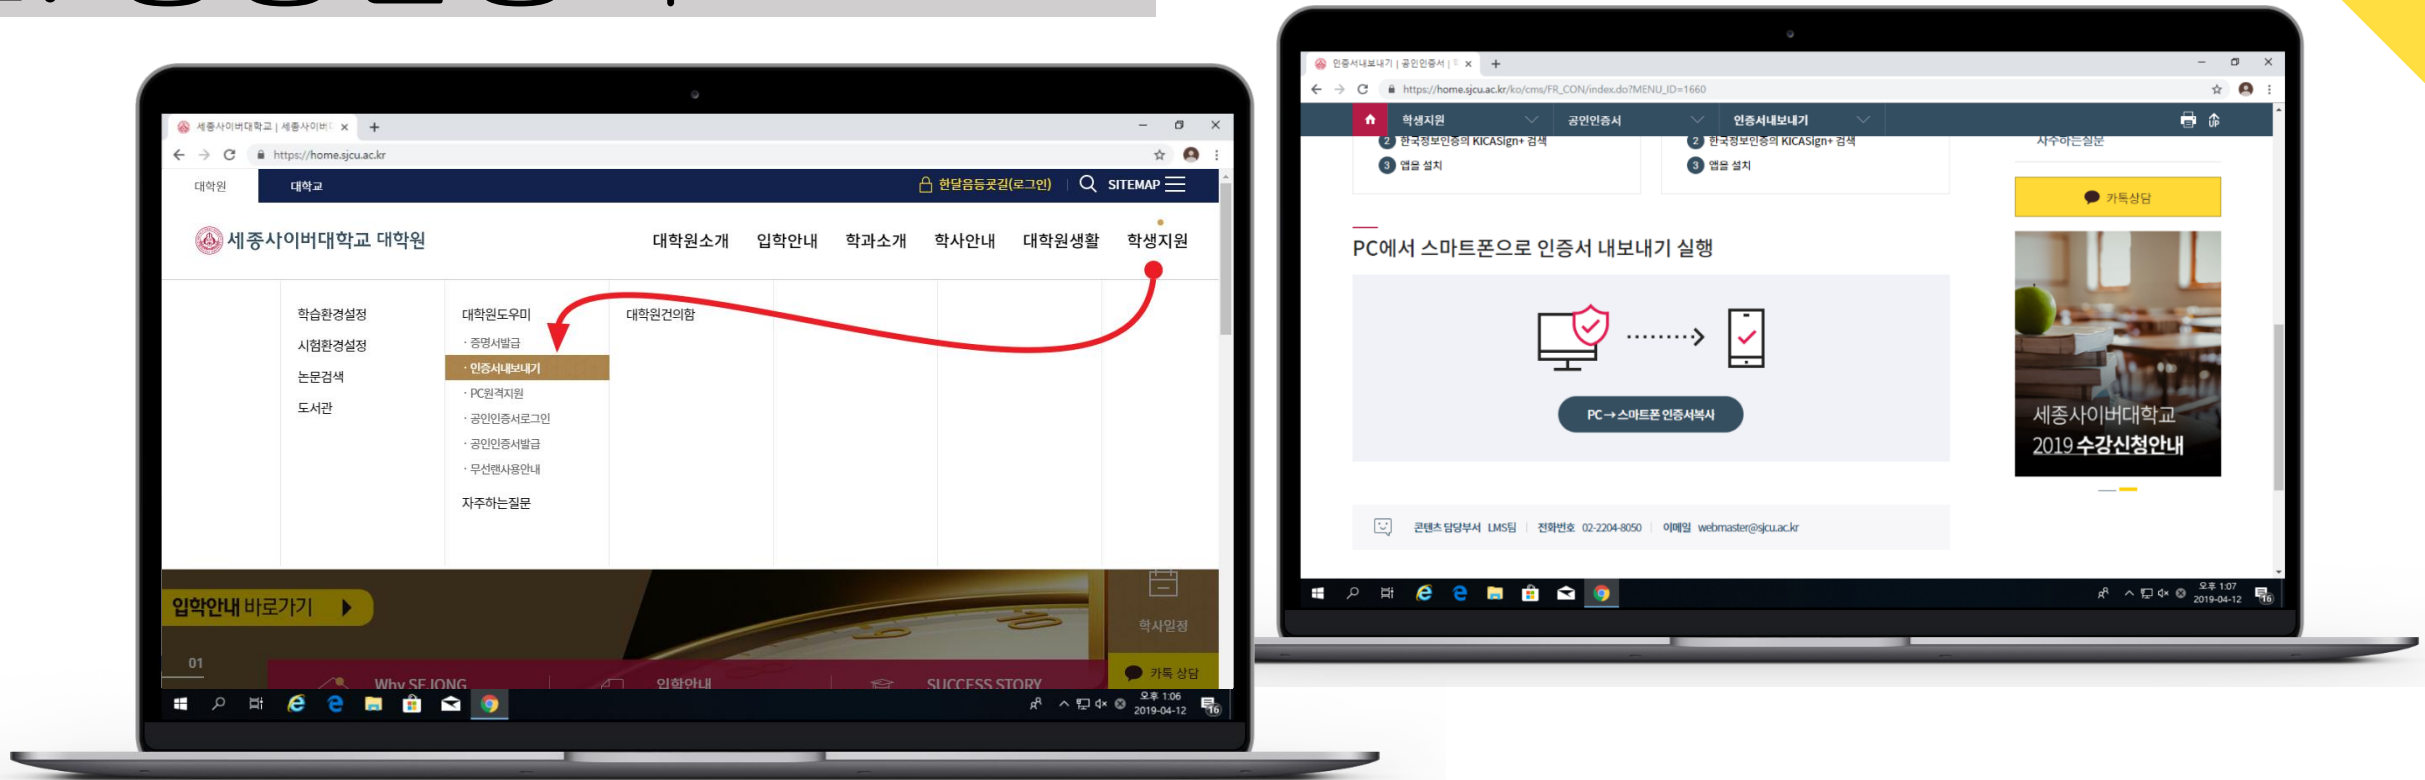 세종사이버대학교 | 세종사이버
https://home.sjcu.ac.kr
대학원 대학교 한달음등굣길(로그인) SITEMAP
세종사이버대학교 대학원 대학원소개 입학안내 학과소개 학사안내 대학원생활 학생지원
학습환경설정 대학원도우미 대학원건의함
· 증명서발급
시험환경설정
· 인증서내보내기
논문검색
· PC원격지원
도서관
· 공인인증서로그인
· 공인인증서발급
· 무선랜사용안내
자주하는질문
입학안내 바로가기
학사일정
01
카톡 상담
Why SEJONG 입학안내 SUCCESS STORY
오후 1:06
2019-04-12
16
인증서내보내기 | 공인인증서 |
https://home.sjcu.ac.kr/ko/cms/FR_CON/index.do?MENU_ID=1660
학생지원 공인인증서 인증서내보내기 UP
2 한국정보인증의 KICASign+ 검색 2 한국정보인증의 KICASign+ 검색 자주하는질문
3 앱을 설치 3 앱을 설치
카톡상담
PC에서 스마트폰으로 인증서 내보내기 실행
PC→스마트폰 인증서복사
세종사이버대학교
2019 수강신청안내
콘텐츠 담당부서 LMS팀 전화번호 02-2204-8050 이메일 webmaster@sjcu.ac.kr
오후 1:07
2019-04-12
16